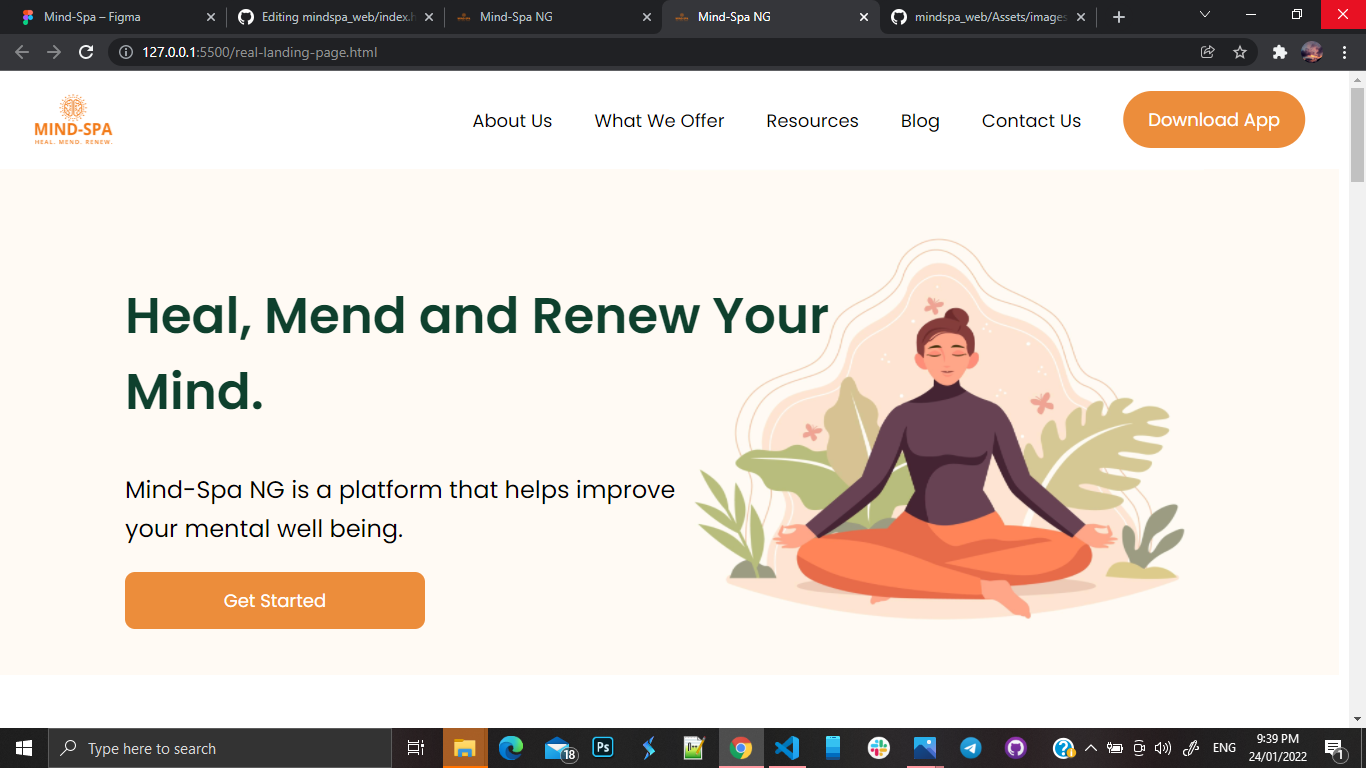 Mind-Spa – Figma
Editing mindspa_web/index.h
Mind-Spa NG
Mind-Spa NG
mindspa_web/Assets/images
127.0.0.1:5500/real-landing-page.html
MIND-SPA
HEAL. MEND. RENEW.
About Us
What We Offer
Resources
Blog
Contact Us
Download App
Heal, Mend and Renew Your
Mind.
Mind-Spa NG is a platform that helps improve
your mental well being.
Get Started
Type here to search
18
Ps
ENG
9:39 PM
24/01/2022
1